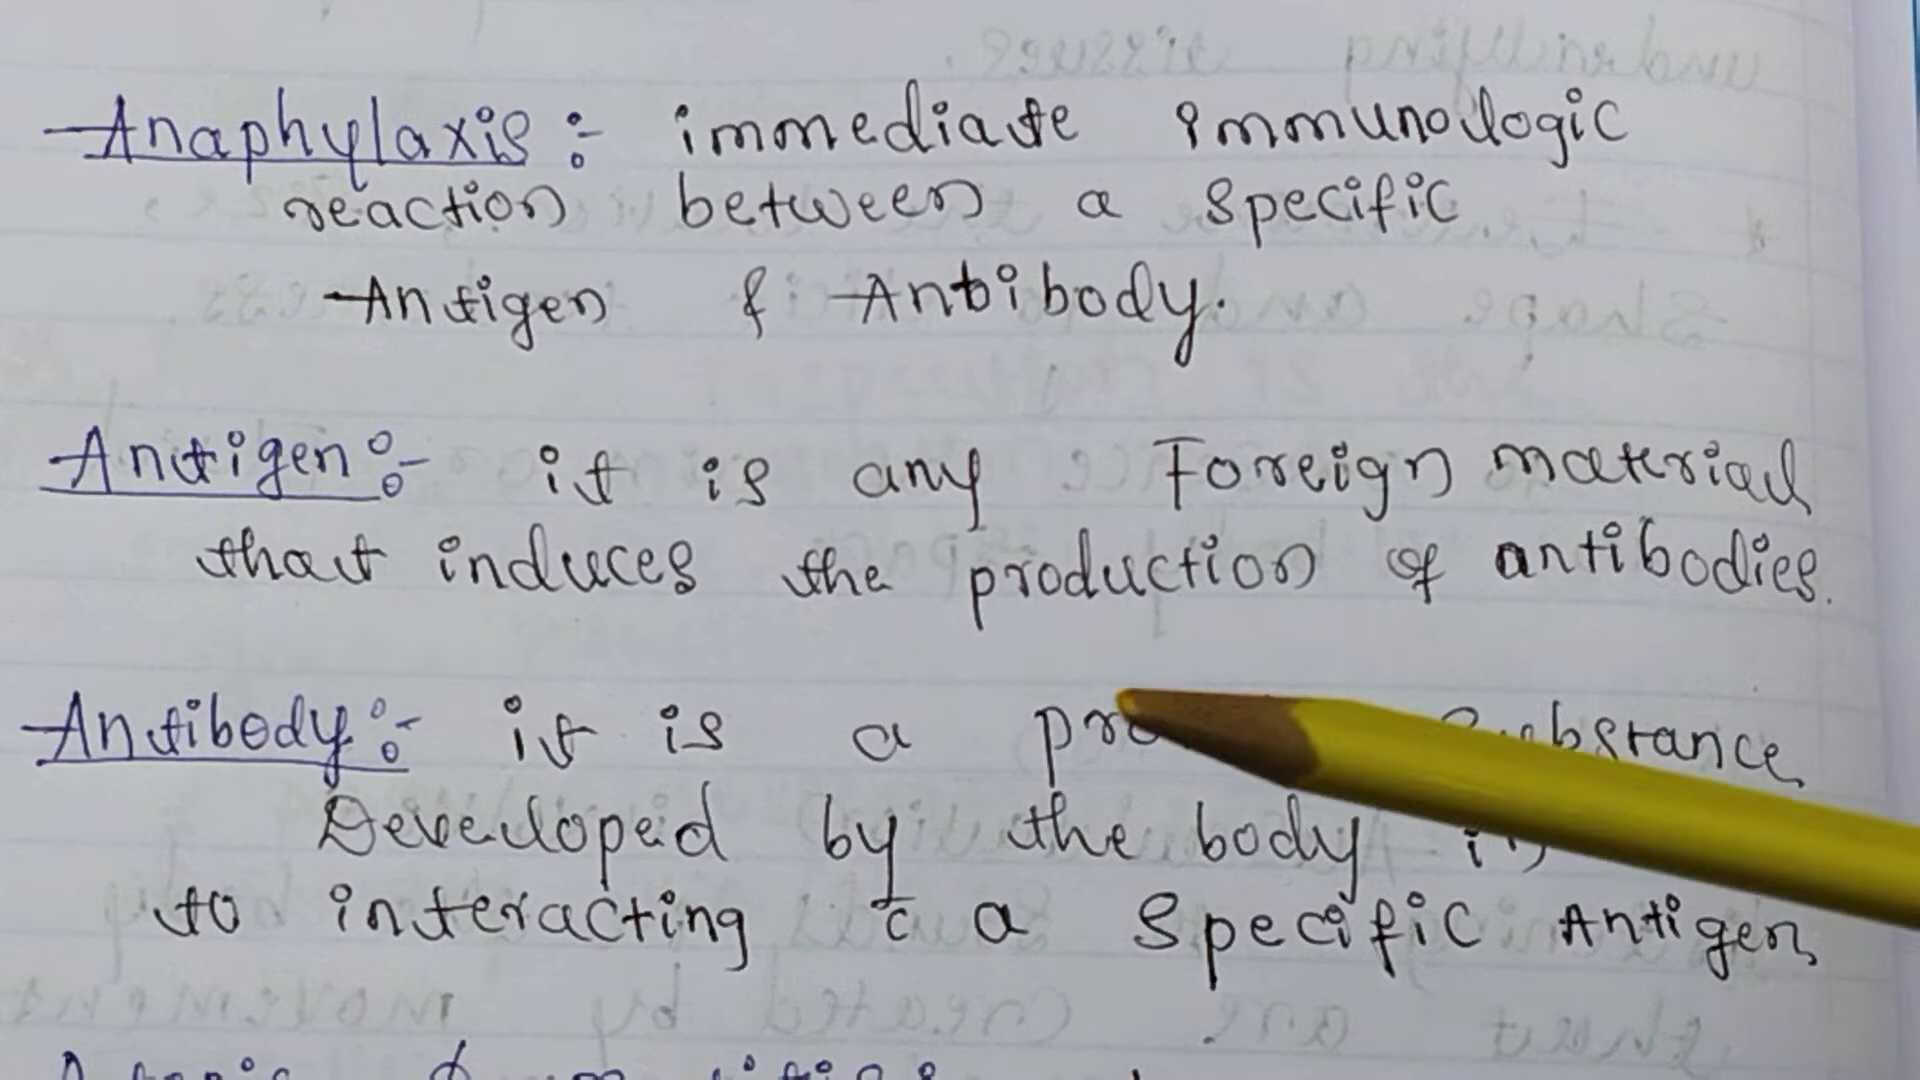 Anaphylaxis :- immediate immunologic
reaction between a specific
Antigen & Antibody.
Antigen :- it is any Foreign material
that induces the production of antibodies.
Antibody :- it is a substance
Developed by the body
to interacting c̄ a specific Antigen